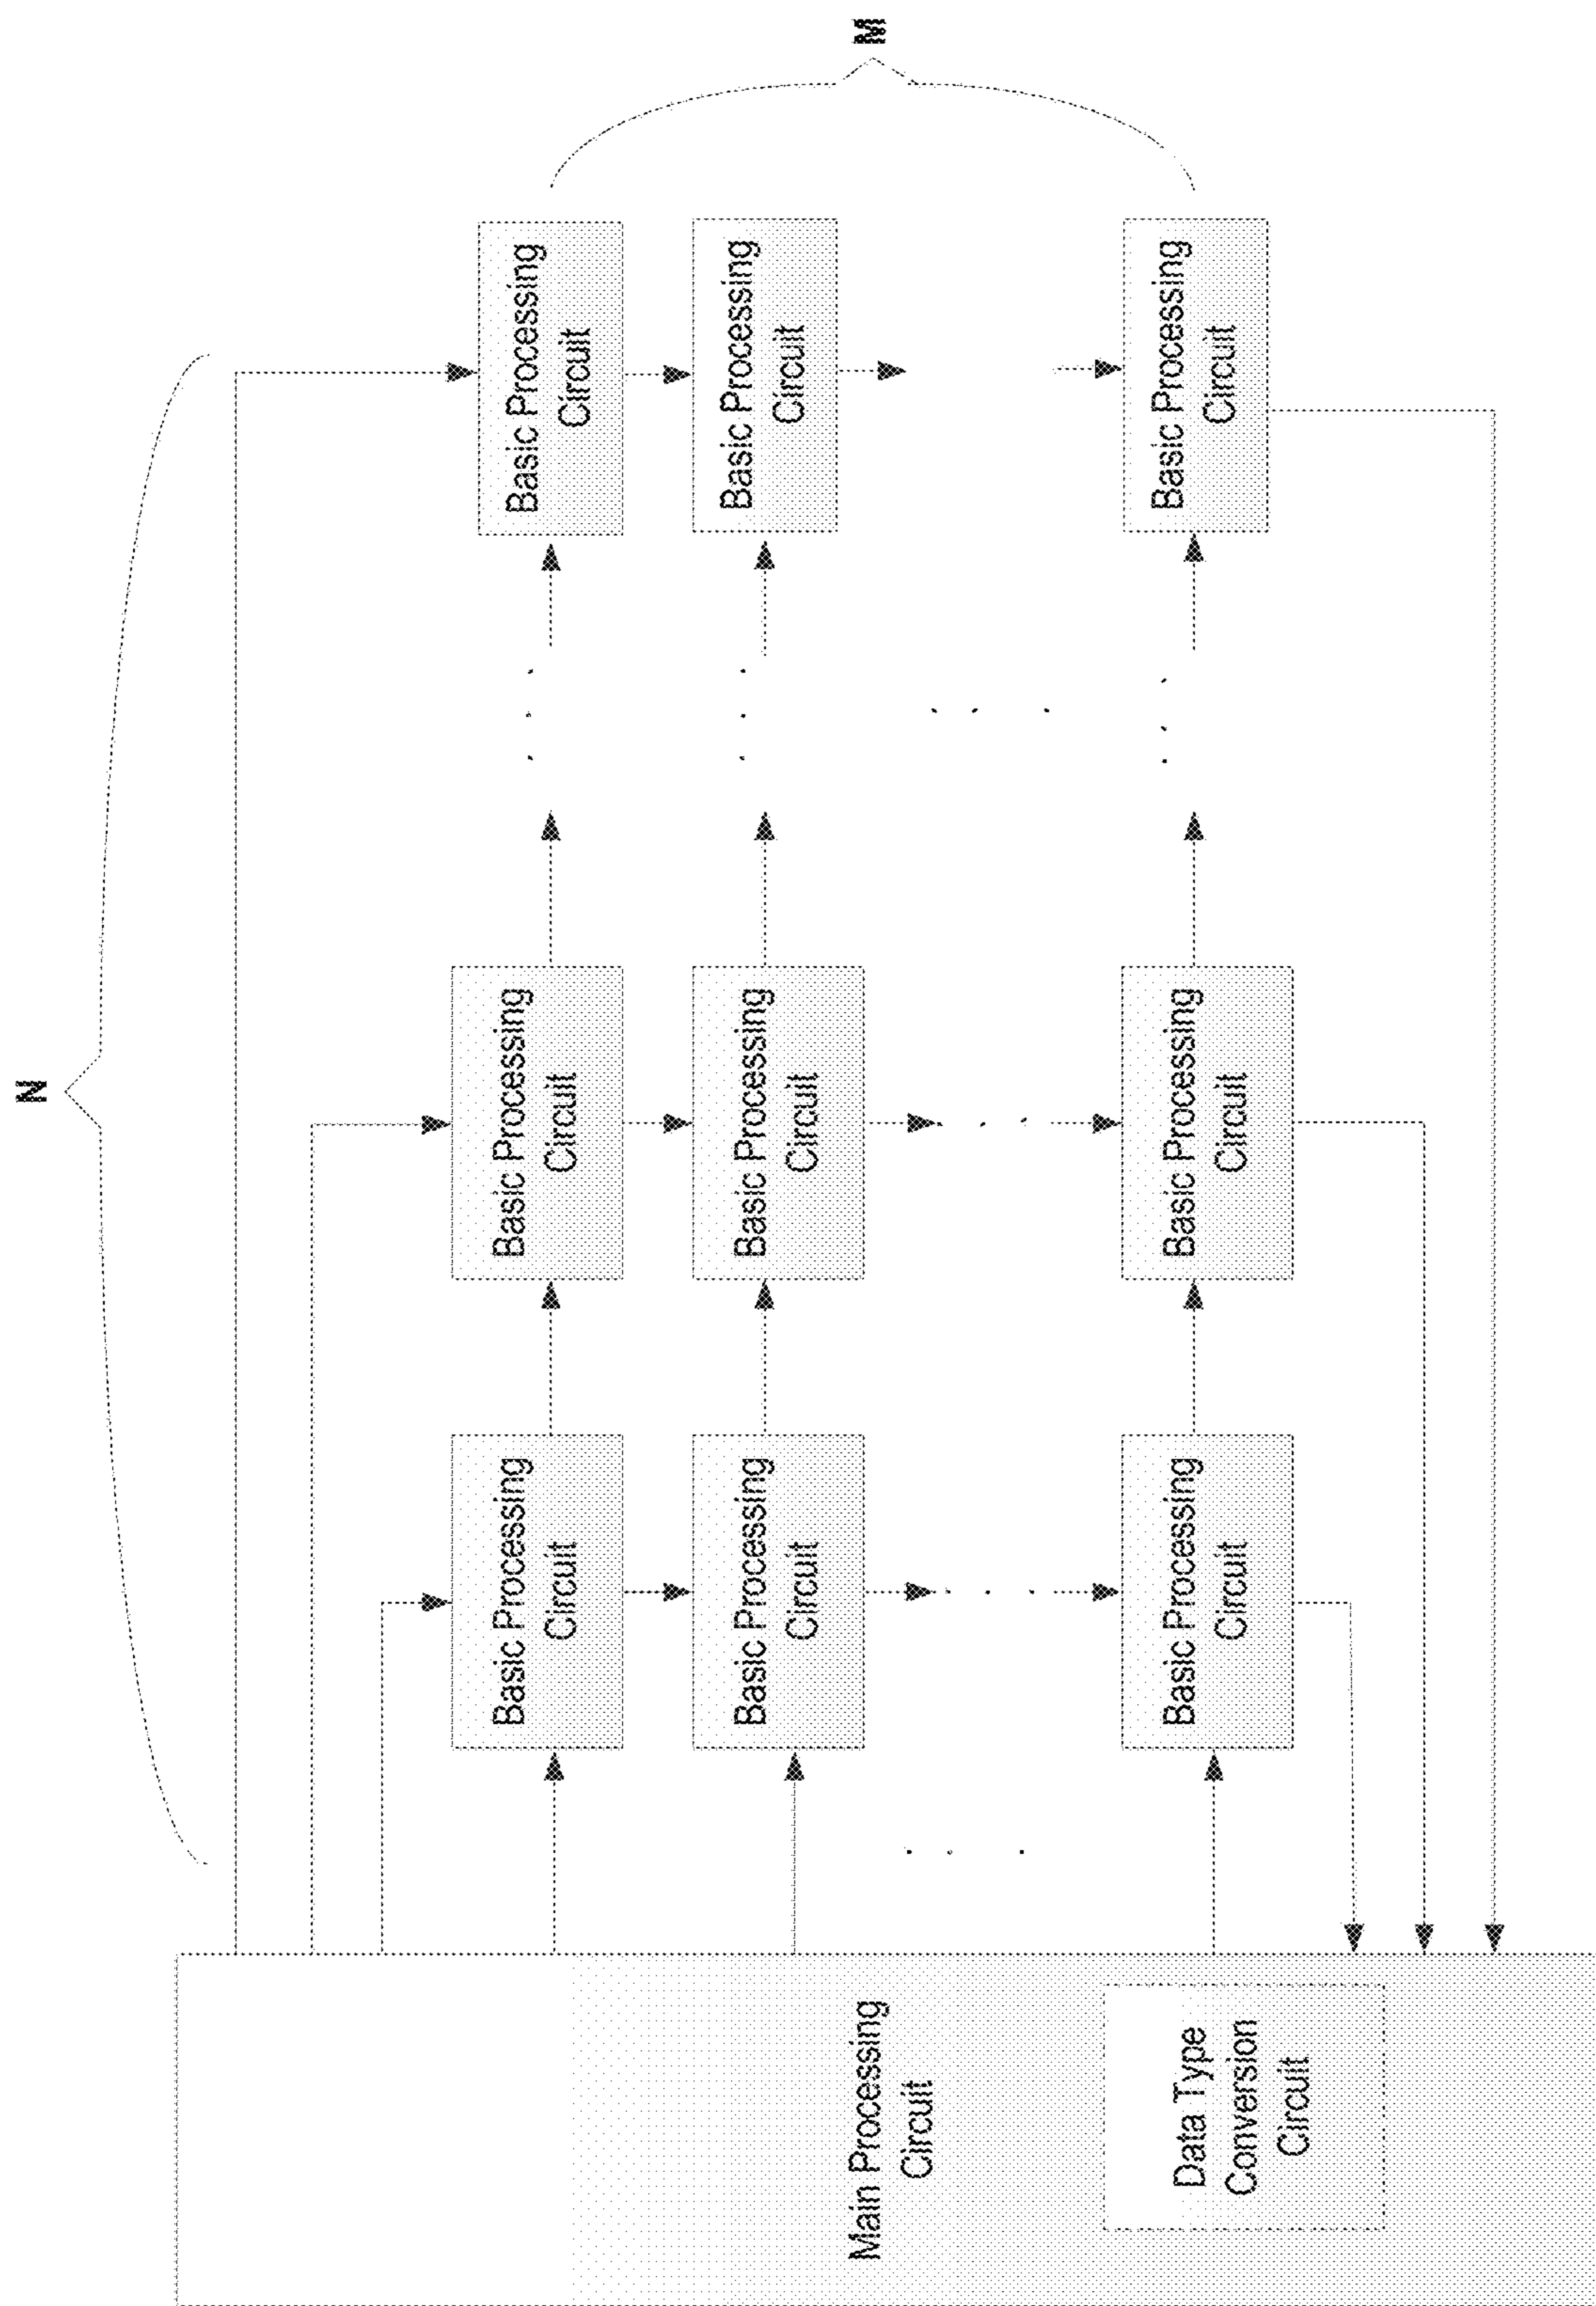 N
M
Basic Processing
Circuit
Basic Processing
Circuit
Basic Processing
Circuit
Basic Processing
Circuit
Basic Processing
Circuit
Basic Processing
Circuit
Basic Processing
Circuit
Basic Processing
Circuit
Basic Processing
Circuit
Main Processing
Circuit
Data Type
Conversion
Circuit